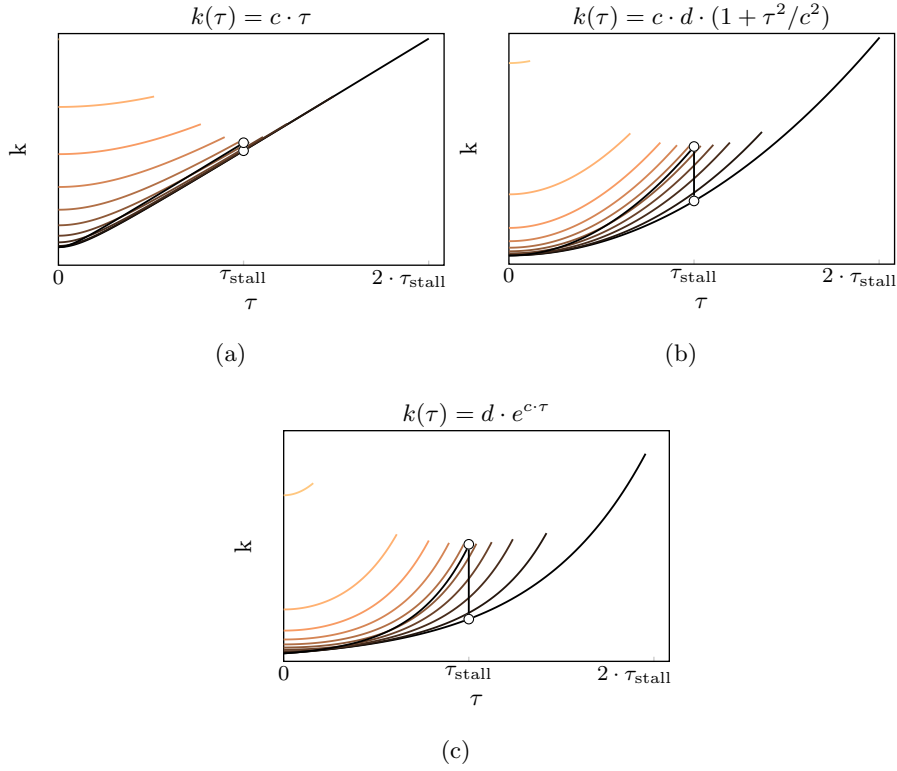 k(τ) = c · τ
k
0
τstall
2 · τstall
τ
(a)
k(τ) = c · d · (1 + τ²/c²)
k
0
τstall
2 · τstall
τ
(b)
k(τ) = d · e^{c·τ}
k
0
τstall
2 · τstall
τ
(c)